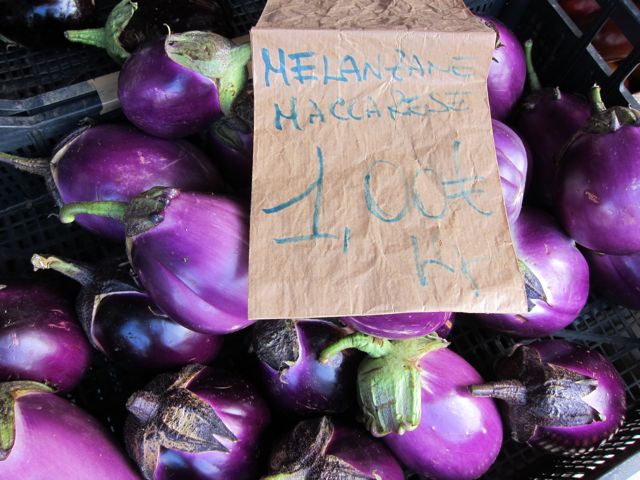 MELANZANE
MACCARESE
1,00 €
Kg